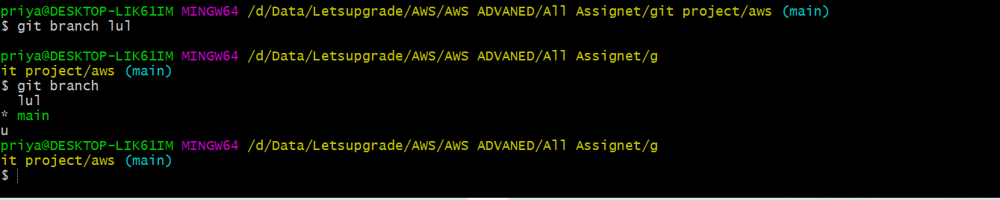 priya@DESKTOP-LIK61IM MINGW64 /d/Data/Letsupgrade/AWS/AWS ADVANED/All Assignet/git project/aws (main)
$ git branch lul
priya@DESKTOP-LIK61IM MINGW64 /d/Data/Letsupgrade/AWS/AWS ADVANED/All Assignet/g
it project/aws (main)
$ git branch
  lul
* main
u
priya@DESKTOP-LIK61IM MINGW64 /d/Data/Letsupgrade/AWS/AWS ADVANED/All Assignet/g
it project/aws (main)
$